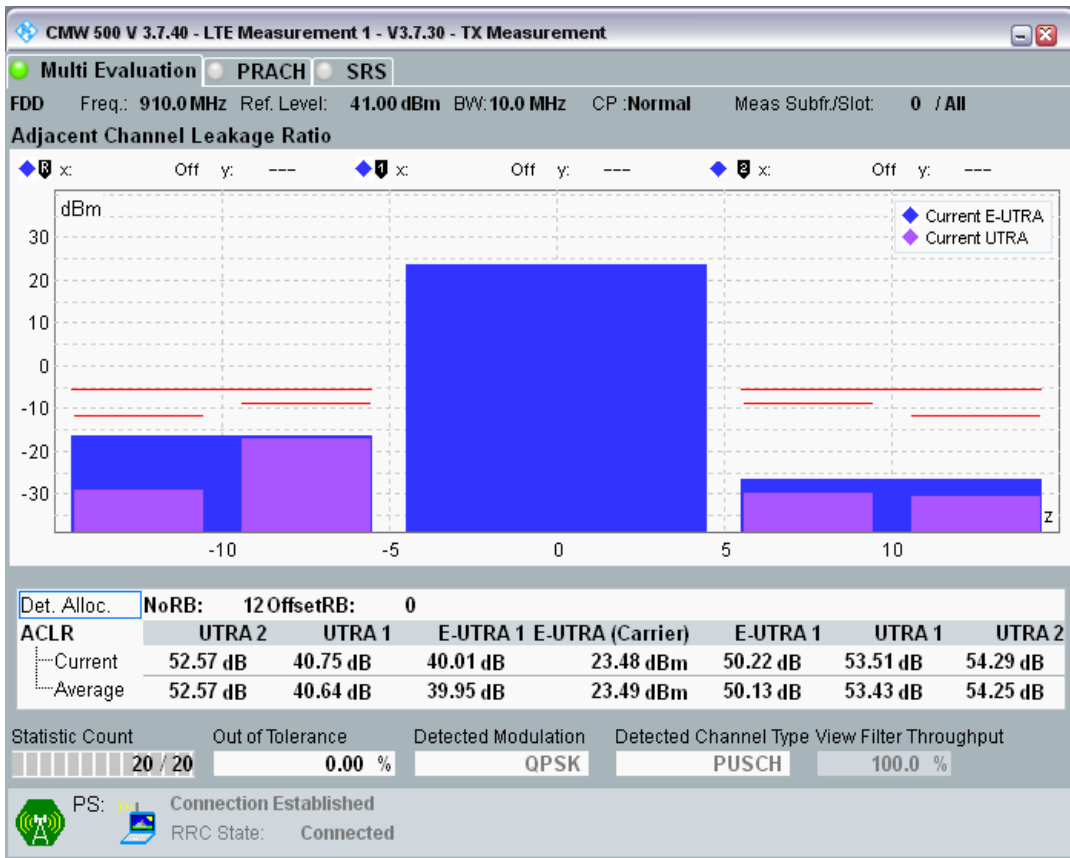 CMW 500 V 3.7.40 - LTE Measurement 1 - V3.7.30 - TX Measurement
Multi Evaluation PRACH SRS
FDD Freq.: 910.0 MHz Ref. Level: 41.00 dBm BW: 10.0 MHz CP :Normal Meas Subfr./Slot: 0 / All
Adjacent Channel Leakage Ratio
R x: Off y: --- 1 x: Off y: --- 2 x: Off y: ---
dBm
Current E-UTRA
Current UTRA
30
20
10
0
-10
-20
-30
z
-10 -5 0 5 10
Det. Alloc. NoRB: 12 OffsetRB: 0
ACLR UTRA 2 UTRA 1 E-UTRA 1 E-UTRA (Carrier) E-UTRA 1 UTRA 1 UTRA 2
Current 52.57 dB 40.75 dB 40.01 dB 23.48 dBm 50.22 dB 53.51 dB 54.29 dB
Average 52.57 dB 40.64 dB 39.95 dB 23.49 dBm 50.13 dB 53.43 dB 54.25 dB
Statistic Count Out of Tolerance Detected Modulation Detected Channel Type View Filter Throughput
20 / 20 0.00 % QPSK PUSCH 100.0 %
PS: Connection Established
RRC State: Connected